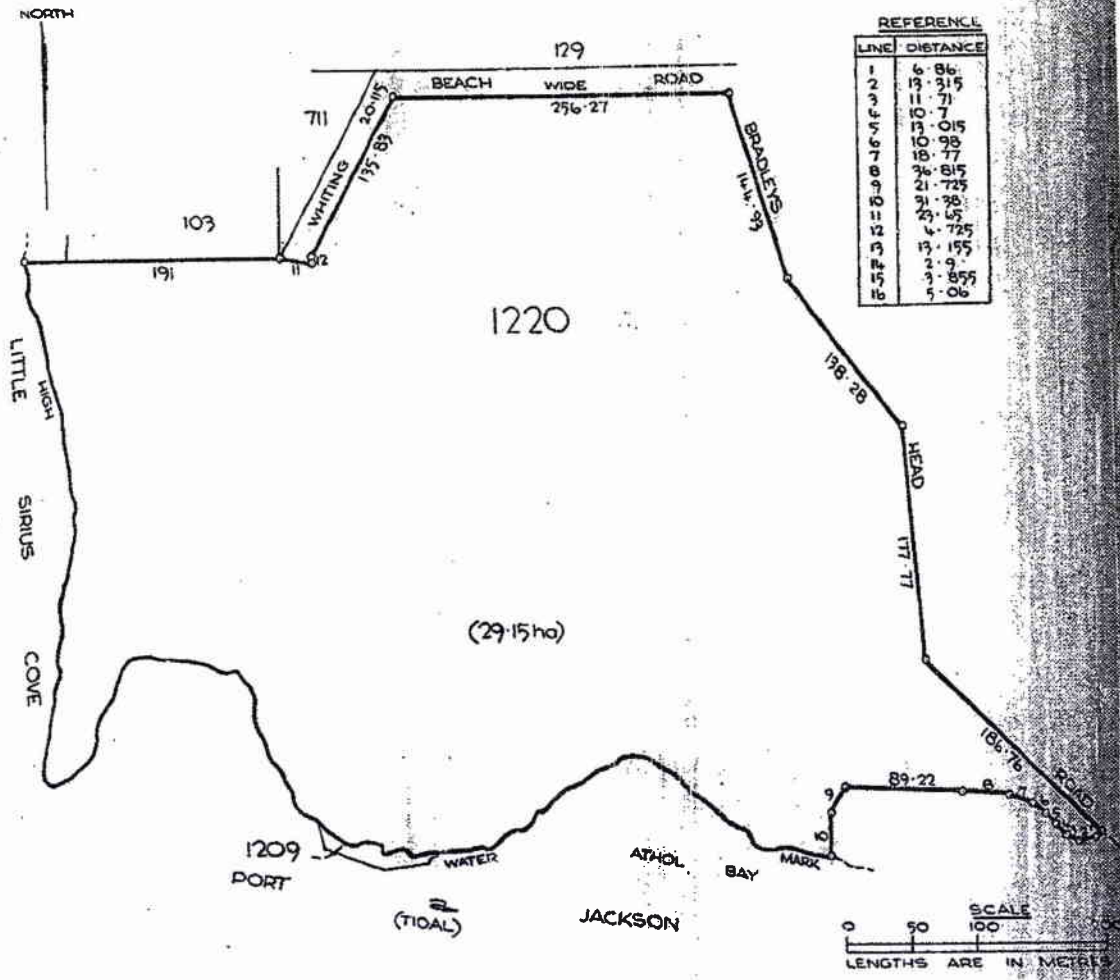 NORTH
129
BEACH WIDE ROAD
256·27
711
20·115
WHITING
135·83
103
191
11
12
BRADLEYS
144·93
138·28
HEAD
177·77
186·76
ROAD
1220
(29·15 ha)
LITTLE
HIGH
SIRIUS
COVE
89·22
8
9
1209
PORT
WATER
ATHOL
BAY
MARK
(TIDAL)
JACKSON
REFERENCE
LINE DISTANCE
1 6·86
2 13·315
3 11·71
4 10·7
5 13·015
6 10·98
7 18·77
8 36·815
9 21·725
10 31·38
11 23·65
12 4·725
13 13·155
14 2·9
15 3·855
16 5·06
SCALE
0 50 100
LENGTHS ARE IN METRES